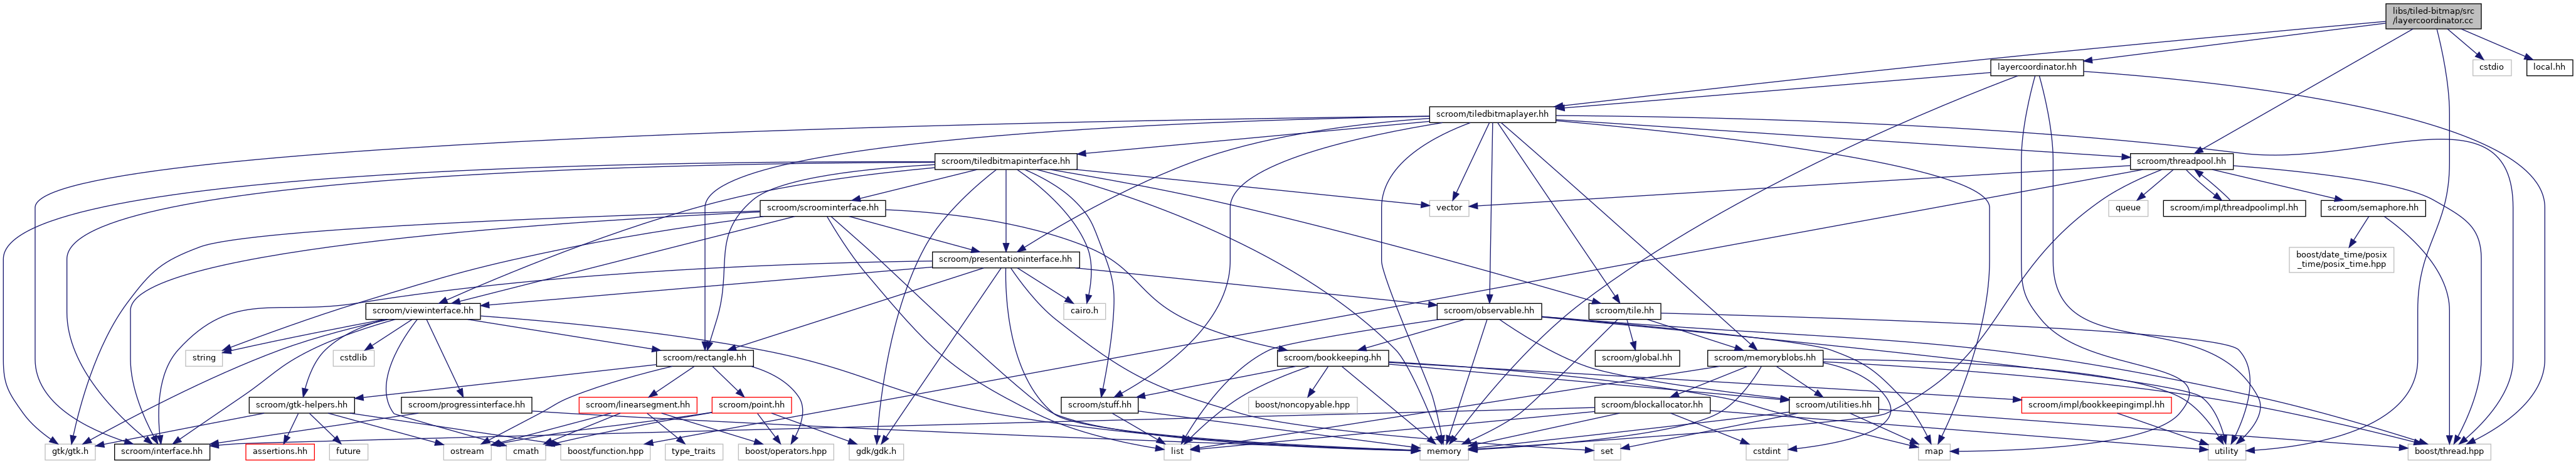 libs/tiled-bitmap/src
/layercoordinator.cc
layercoordinator.hh
cstdio
local.hh
scroom/tiledbitmaplayer.hh
scroom/tiledbitmapinterface.hh
scroom/threadpool.hh
scroom/scroominterface.hh
vector
queue
scroom/impl/threadpoolimpl.hh
scroom/semaphore.hh
scroom/presentationinterface.hh
boost/date_time/posix
_time/posix_time.hpp
scroom/viewinterface.hh
cairo.h
scroom/observable.hh
scroom/tile.hh
string
cstdlib
scroom/rectangle.hh
scroom/bookkeeping.hh
scroom/global.hh
scroom/memoryblobs.hh
scroom/gtk-helpers.hh
scroom/progressinterface.hh
scroom/linearsegment.hh
scroom/point.hh
scroom/stuff.hh
boost/noncopyable.hpp
scroom/blockallocator.hh
scroom/utilities.hh
scroom/impl/bookkeepingimpl.hh
gtk/gtk.h
scroom/interface.hh
assertions.hh
future
ostream
cmath
boost/function.hpp
type_traits
boost/operators.hpp
gdk/gdk.h
list
memory
set
cstdint
map
utility
boost/thread.hpp